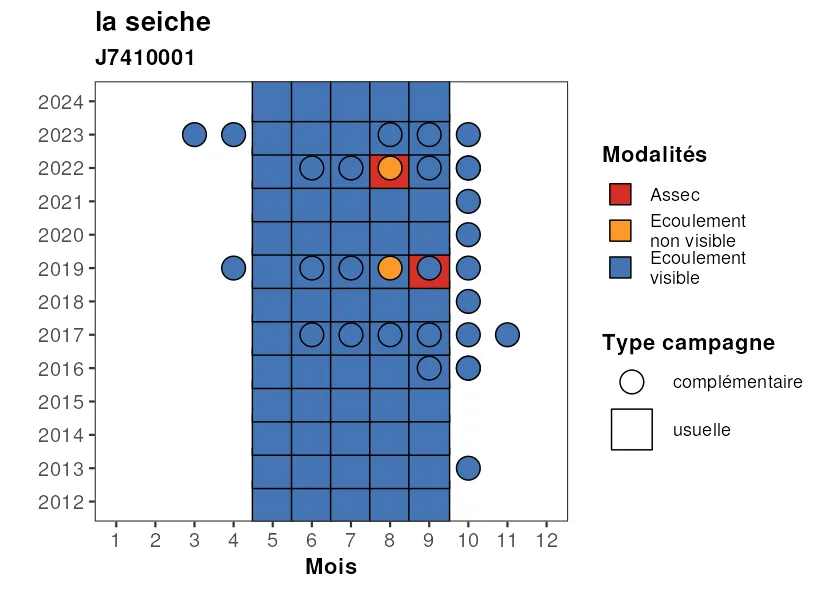 la seiche
J7410001
2024
2023
2022
2021
2020
2019
2018
2017
2016
2015
2014
2013
2012
1 2 3 4 5 6 7 8 9 10 11 12
Mois
Modalités
Assec
Ecoulement
non visible
Ecoulement
visible
Type campagne
complémentaire
usuelle